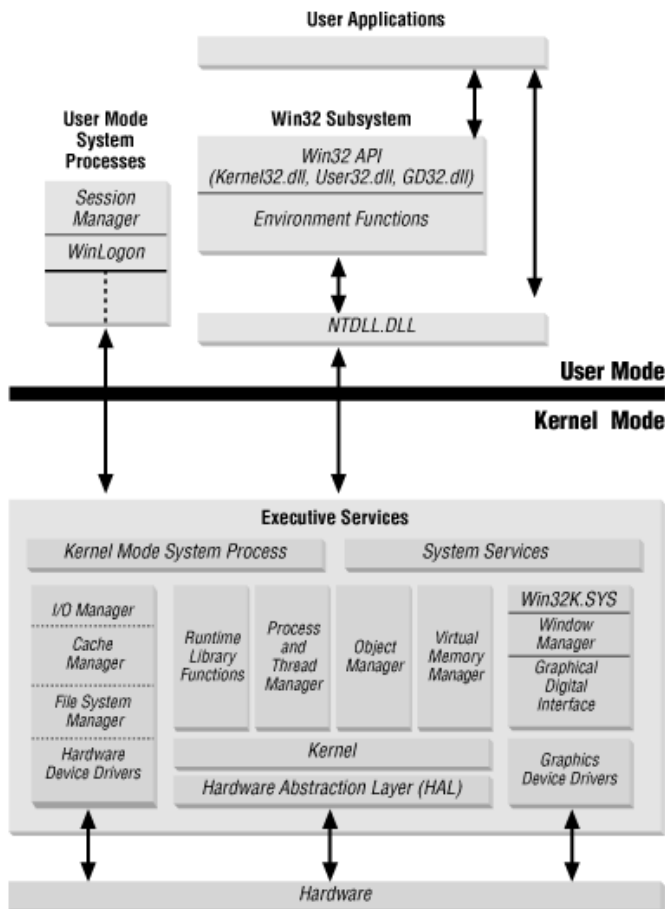 User Applications
User Mode
System
Processes
Session
Manager
WinLogon
Win32 Subsystem
Win32 API
(Kernel32.dll, User32.dll, GD32.dll)
Environment Functions
NTDLL.DLL
User Mode
Kernel Mode
Executive Services
Kernel Mode System Process
System Services
I/O Manager
Cache
Manager
File System
Manager
Hardware
Device Drivers
Runtime
Library
Functions
Process
and
Thread
Manager
Object
Manager
Virtual
Memory
Manager
Win32K.SYS
Window
Manager
Graphical
Digital
Interface
Kernel
Hardware Abstraction Layer (HAL)
Graphics
Device Drivers
Hardware